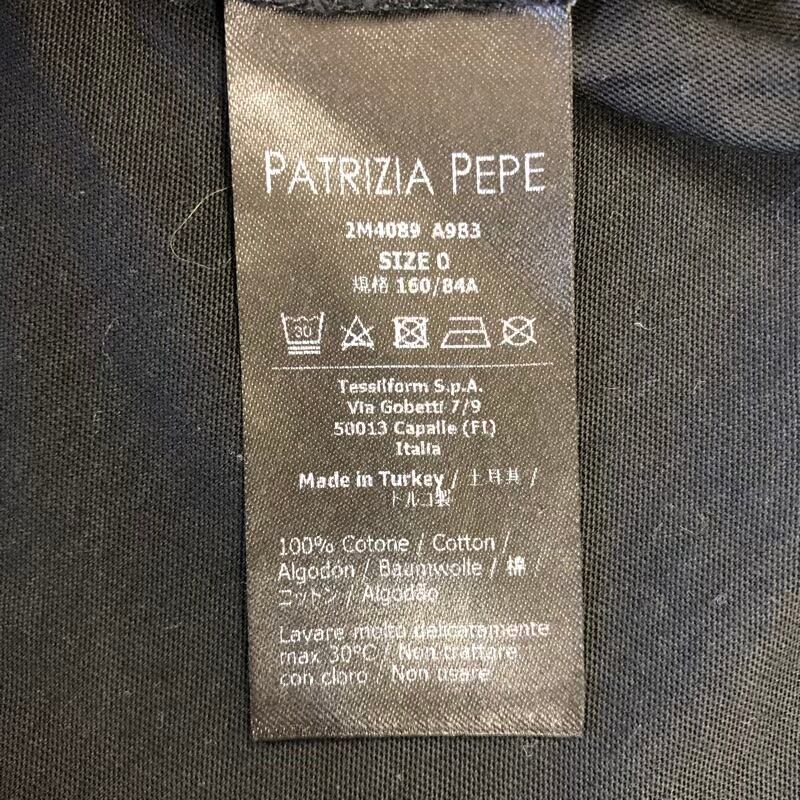 PATRIZIA PEPE
2M4089 A9B3
SIZE 0
规格 160/84A
30
Tessilform S.p.A.
Via Gobetti 7/9
50013 Capalle (FI)
Italia
Made in Turkey / 土耳其 /
トルコ製
100% Cotone / Cotton /
Algodón / Baumwolle / 棉 /
コットン / Algodão
Lavare molto delicatamente
max 30°C / Non trattare
con cloro / Non usare